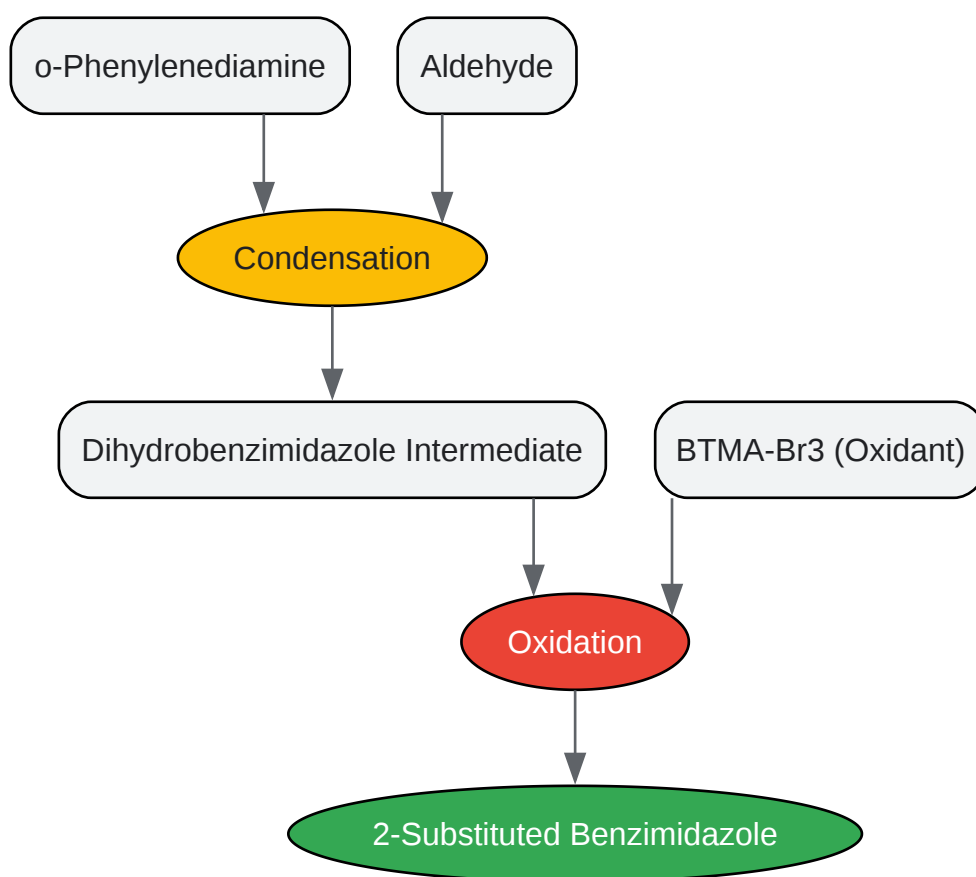 o-Phenylenediamine
Aldehyde
Condensation
Dihydrobenzimidazole Intermediate
BTMA-Br3 (Oxidant)
Oxidation
2-Substituted Benzimidazole